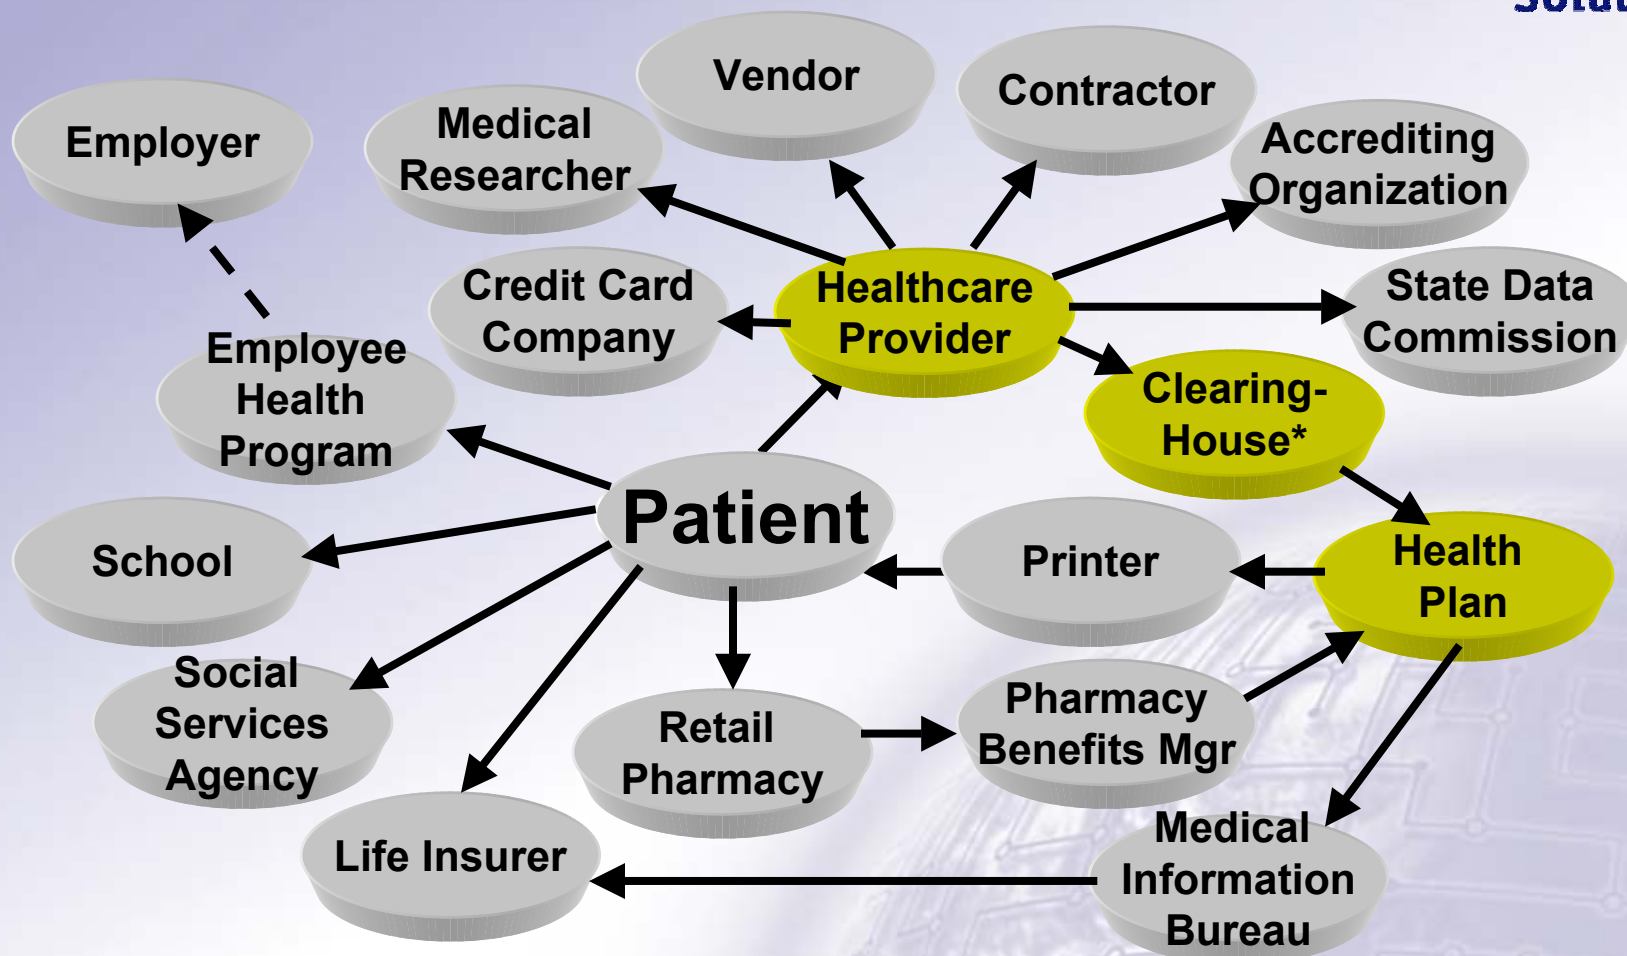 Vendor
Contractor
Employer
Medical
Researcher
Accrediting
Organization
Credit Card
Company
Healthcare
Provider
State Data
Commission
Employee
Health
Program
Clearing-
House*
Patient
School
Printer
Health
Plan
Social
Services
Agency
Retail
Pharmacy
Pharmacy
Benefits Mgr
Life Insurer
Medical
Information
Bureau